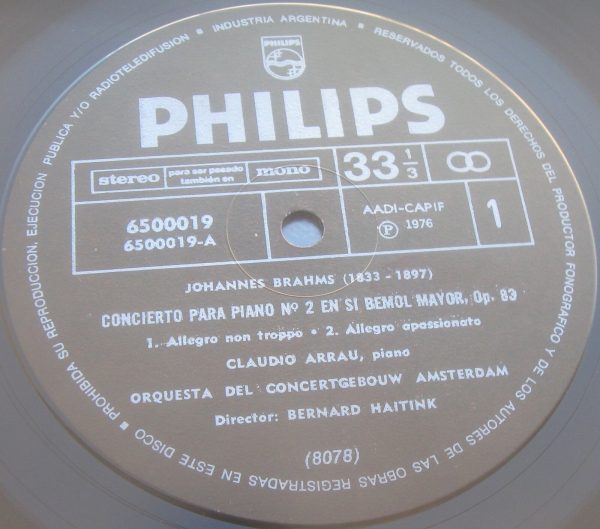 INDUSTRIA ARGENTINA ■ RESERVADOS TODOS LOS DERECHOS DEL PRODUCTOR FONOGRAFICO Y DE LOS AUTORES DE LAS OBRAS REGISTRADAS EN ESTE DISCO ■ PROHIBIDA SU REPRODUCCION, EJECUCION PUBLICA Y/O RADIOTELEDIFUSION ■
PHILIPS
PHILIPS
stereo para ser pasado también en mono
33 1/3
6500019
6500019-A
AADI-CAPIF
Ⓟ 1976
1
JOHANNES BRAHMS (1833 - 1897)
CONCIERTO PARA PIANO Nº 2 EN SI BEMOL MAYOR, Op. 83
1. Allegro non troppo • 2. Allegro apassionato
CLAUDIO ARRAU, piano
ORQUESTA DEL CONCERTGEBOUW AMSTERDAM
Director: BERNARD HAITINK
(8078)